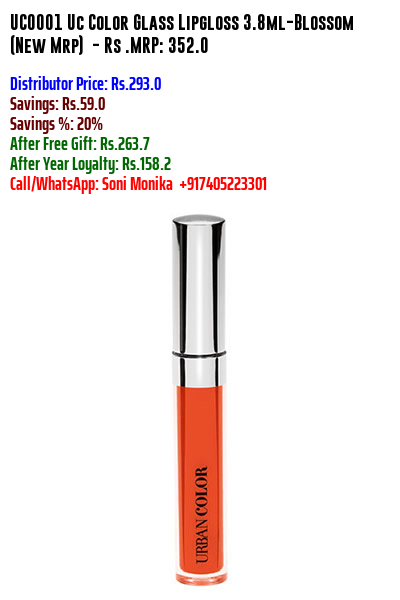 UC0001 Uc Color Glass Lipgloss 3.8ml-Blossom
(New Mrp) - Rs .MRP: 352.0
Distributor Price: Rs.293.0
Savings: Rs.59.0
Savings %: 20%
After Free Gift: Rs.263.7
After Year Loyalty: Rs.158.2
Call/WhatsApp: Soni Monika +917405223301
URBAN COLOR